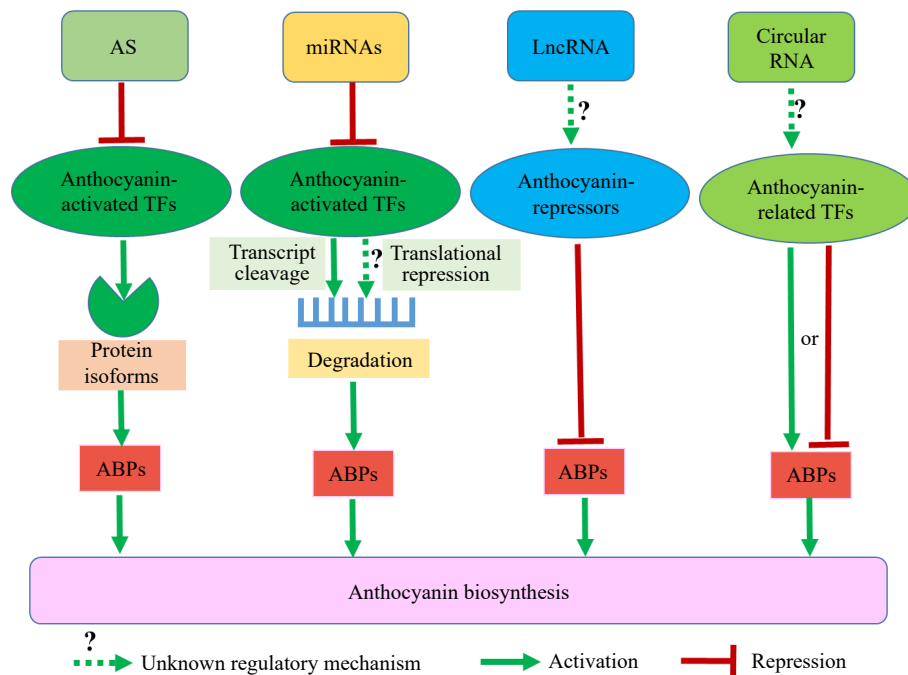 AS
miRNAs
LncRNA
Circular
RNA
?
?
Anthocyanin-
activated TFs
Anthocyanin-
activated TFs
Anthocyanin-
repressors
Anthocyanin-
related TFs
Transcript
cleavage
?
Translational
repression
Protein
isoforms
Degradation
or
ABPs
ABPs
ABPs
ABPs
Anthocyanin biosynthesis
?
Unknown regulatory mechanism
Activation
Repression